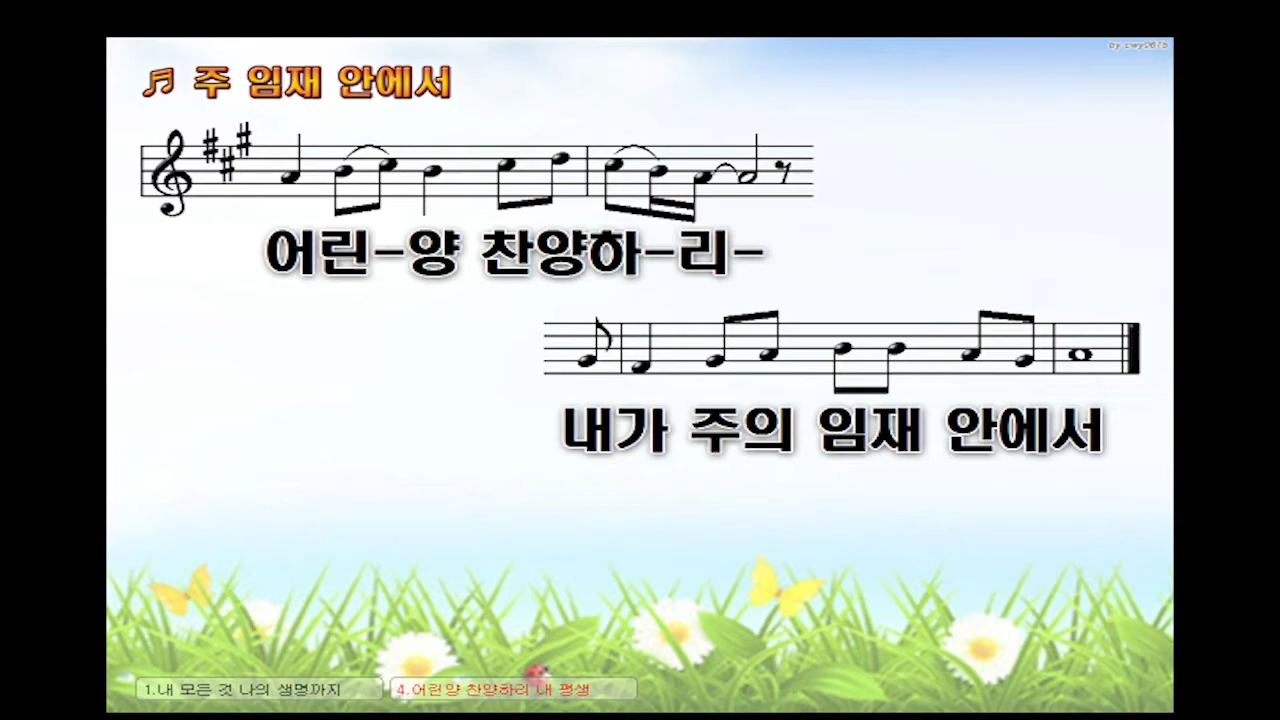 by cwy0675
♬ 주 임재 안에서
어린-양 찬양하-리-
내가 주의 임재 안에서
1.내 모든 것 나의 생명까지
4.어린양 찬양하리 내 평생